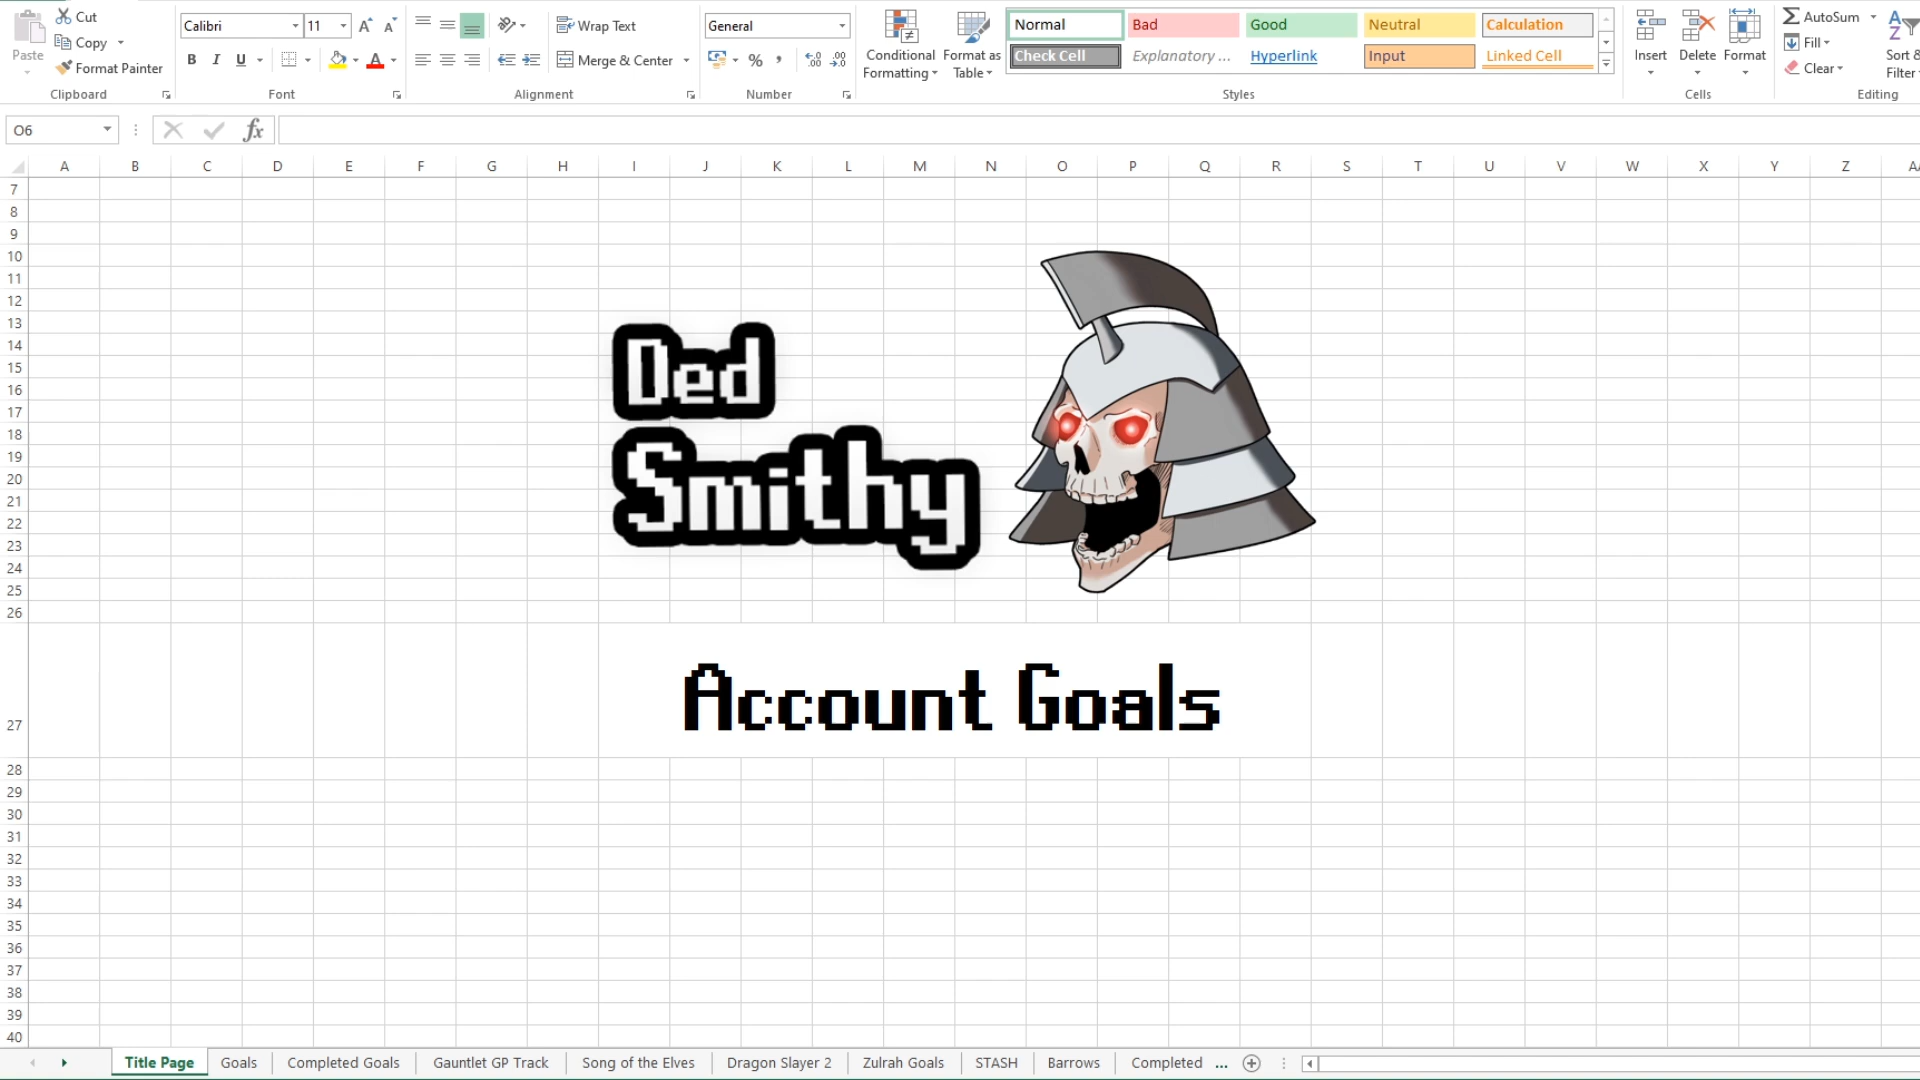 Cut
Copy
Paste
Format Painter
Clipboard
Calibri 11 A A
B I U A
Font
Wrap Text
Merge & Center
Alignment
General
% ,
Number
Conditional Formatting
Format as Table
Normal Bad Good Neutral Calculation
Check Cell Explanatory ... Hyperlink Input Linked Cell
Styles
Insert Delete Format
Cells
AutoSum
Fill
Clear
Sort &
Filter
Editing
O6 fx
A B C D E F G H I J K L M N O P Q R S T U V W X Y Z
7
8
9
10
11
12
13
14
15
16
17
18
19
20
21
22
23
24
25
26
27
28
29
30
31
32
33
34
35
36
37
38
39
40
Ded
Smithy
Account Goals
Title Page Goals Completed Goals Gauntlet GP Track Song of the Elves Dragon Slayer 2 Zulrah Goals STASH Barrows Completed ...